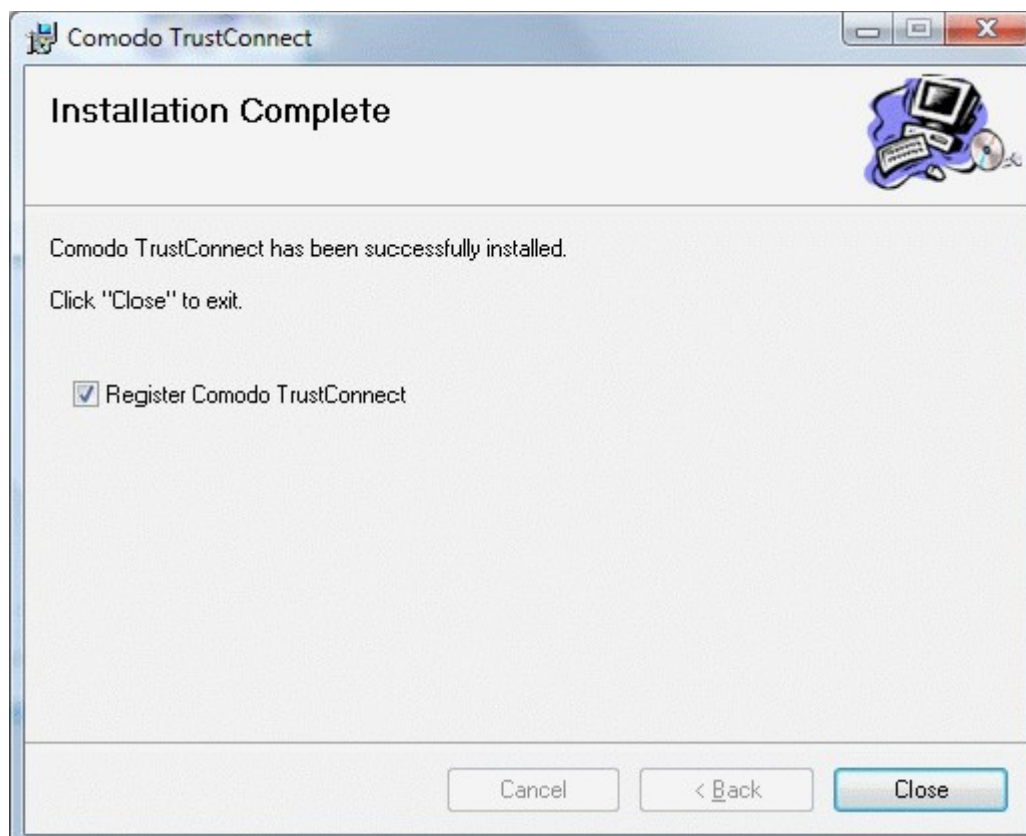 Comodo TrustConnect
Installation Complete
Comodo TrustConnect has been successfully installed.
Click "Close" to exit.
Register Comodo TrustConnect
Cancel
< Back
Close